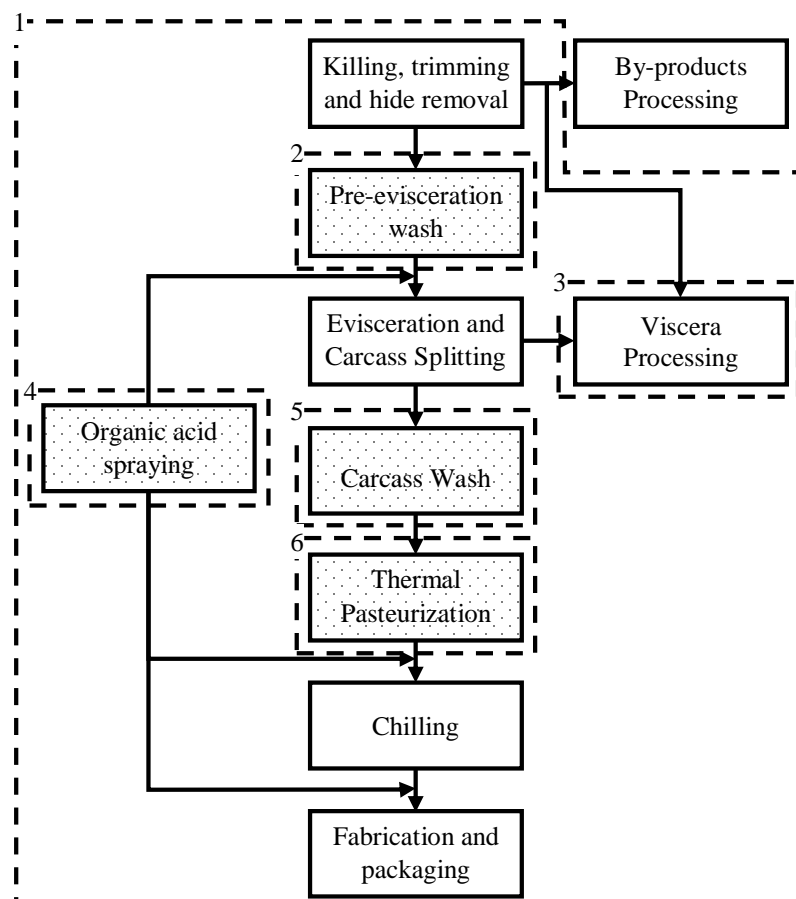 1
Killing, trimming
and hide removal
By-products
Processing
2
Pre-evisceration
wash
3
Evisceration and
Carcass Splitting
Viscera
Processing
4
Organic acid
spraying
5
Carcass Wash
6
Thermal
Pasteurization
Chilling
Fabrication and
packaging